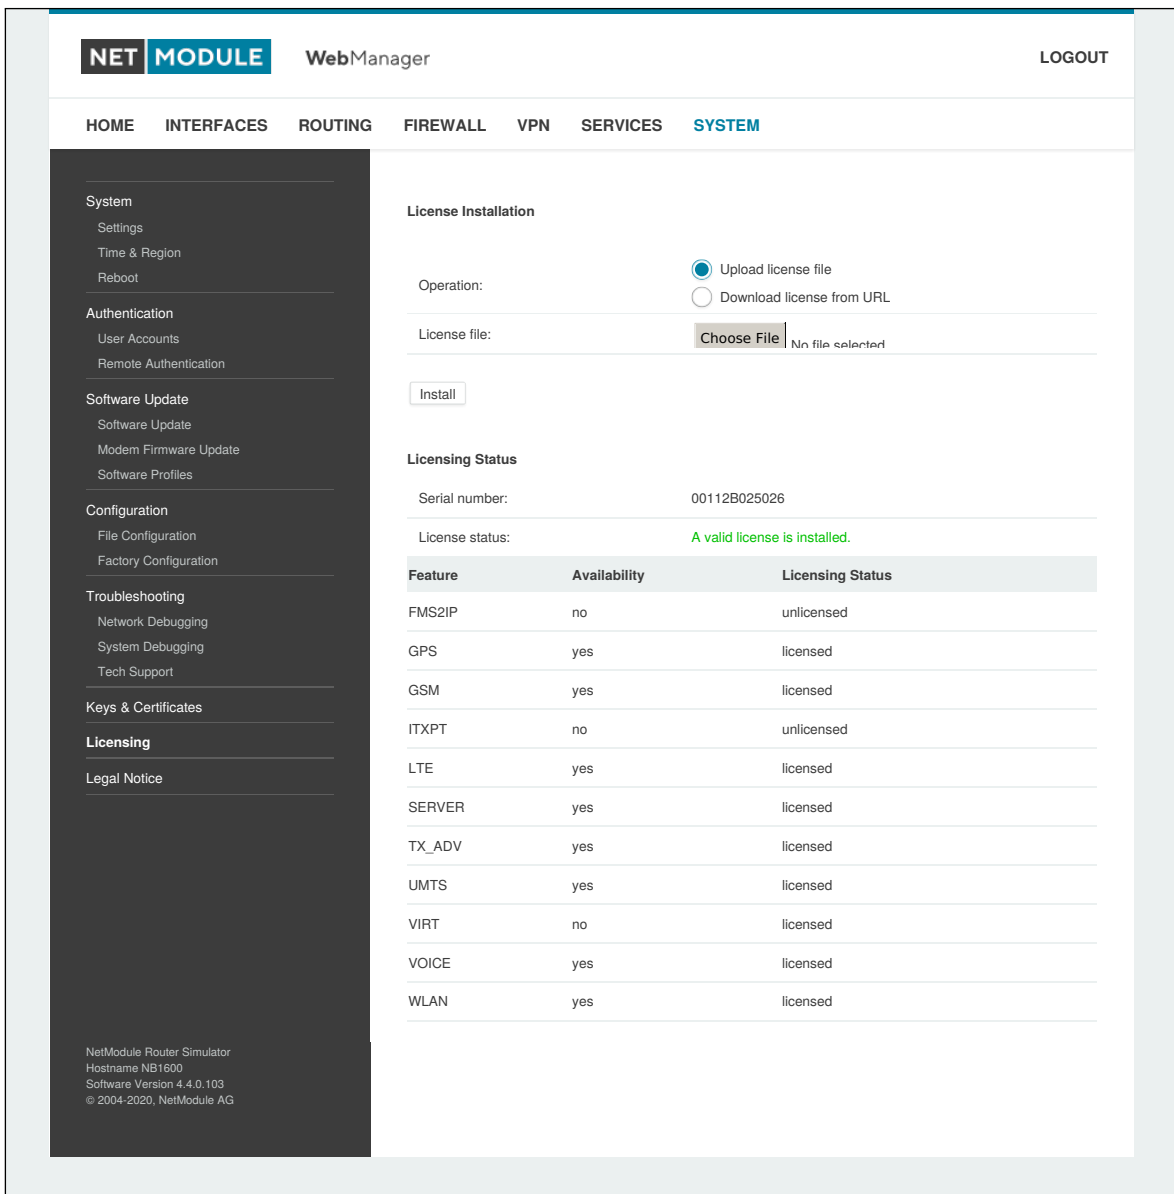 NET MODULE WebManager LOGOUT
HOME INTERFACES ROUTING FIREWALL VPN SERVICES SYSTEM
System
Settings
Time & Region
Reboot
Authentication
User Accounts
Remote Authentication
Software Update
Software Update
Modem Firmware Update
Software Profiles
Configuration
File Configuration
Factory Configuration
Troubleshooting
Network Debugging
System Debugging
Tech Support
Keys & Certificates
Licensing
Legal Notice
NetModule Router Simulator
Hostname NB1600
Software Version 4.4.0.103
© 2004-2020, NetModule AG
License Installation
Operation:
Upload license file
Download license from URL
License file: Choose File No file selected
Install
Licensing Status
Serial number: 00112B025026
License status: A valid license is installed.
Feature Availability Licensing Status
FMS2IP no unlicensed
GPS yes licensed
GSM yes licensed
ITXPT no unlicensed
LTE yes licensed
SERVER yes licensed
TX_ADV yes licensed
UMTS yes licensed
VIRT no licensed
VOICE yes licensed
WLAN yes licensed